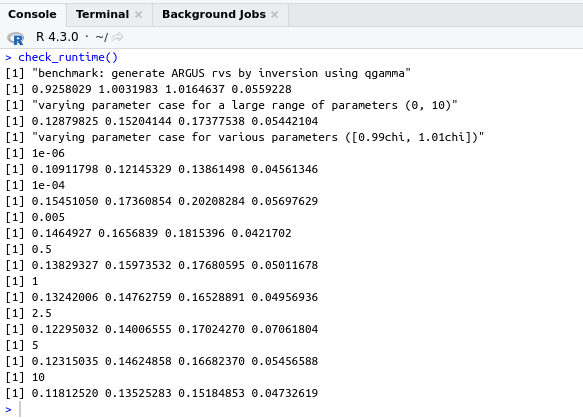 Console Terminal × Background Jobs ×
R 4.3.0 · ~/
> check_runtime()
[1] "benchmark: generate ARGUS rvs by inversion using qgamma"
[1] 0.9258029 1.0031983 1.0164637 0.0559228
[1] "varying parameter case for a large range of parameters (0, 10)"
[1] 0.12879825 0.15204144 0.17377538 0.05442104
[1] "varying parameter case for various parameters ([0.99chi, 1.01chi])"
[1] 1e-06
[1] 0.10911798 0.12145329 0.13861498 0.04561346
[1] 1e-04
[1] 0.15451050 0.17360854 0.20208284 0.05697629
[1] 0.005
[1] 0.1464927 0.1656839 0.1815396 0.0421702
[1] 0.5
[1] 0.13829327 0.15973532 0.17680595 0.05011678
[1] 1
[1] 0.13242006 0.14762759 0.16528891 0.04956936
[1] 2.5
[1] 0.12295032 0.14006555 0.17024270 0.07061804
[1] 5
[1] 0.12315035 0.14624858 0.16682370 0.05456588
[1] 10
[1] 0.11812520 0.13525283 0.15184853 0.04732619
>